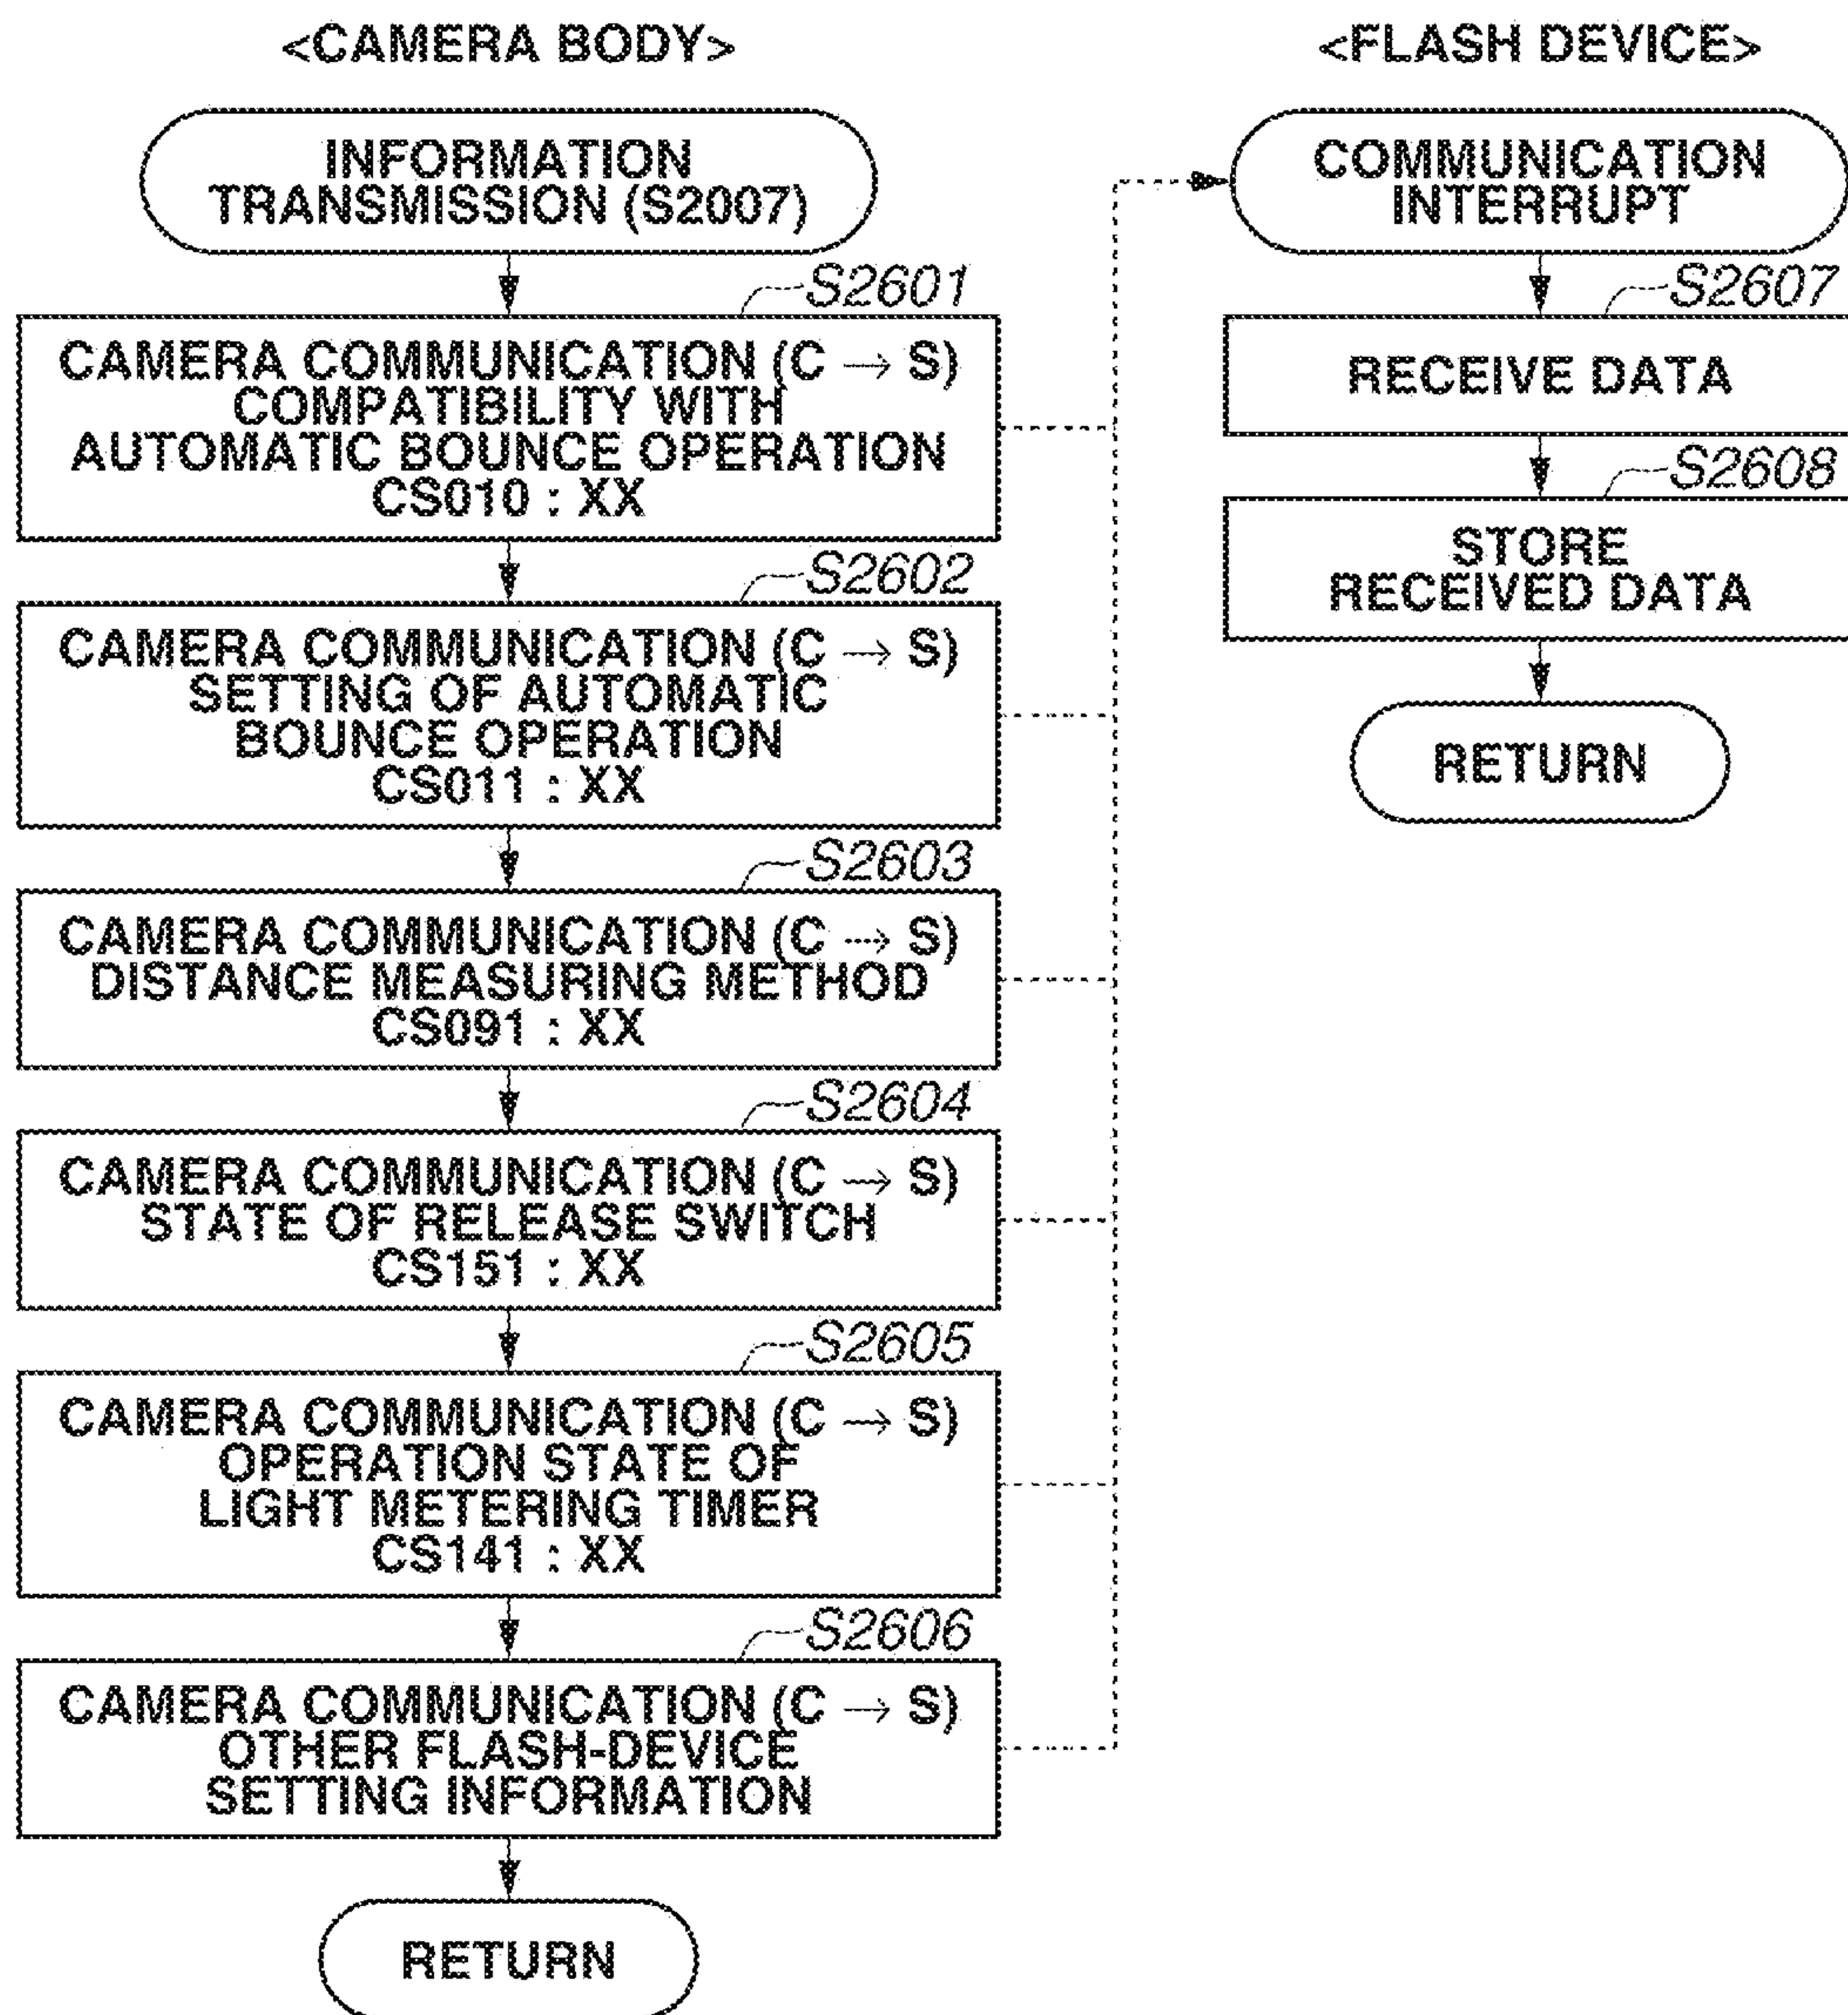 <CAMERA BODY>
INFORMATION
TRANSMISSION (S2007)
S2601
CAMERA COMMUNICATION (C → S)
COMPATIBILITY WITH
AUTOMATIC BOUNCE OPERATION
CS010 : XX
S2602
CAMERA COMMUNICATION (C → S)
SETTING OF AUTOMATIC
BOUNCE OPERATION
CS011 : XX
S2603
CAMERA COMMUNICATION (C → S)
DISTANCE MEASURING METHOD
CS091 : XX
S2604
CAMERA COMMUNICATION (C → S)
STATE OF RELEASE SWITCH
CS151 : XX
S2605
CAMERA COMMUNICATION (C → S)
OPERATION STATE OF
LIGHT METERING TIMER
CS141 : XX
S2606
CAMERA COMMUNICATION (C → S)
OTHER FLASH-DEVICE
SETTING INFORMATION
RETURN
<FLASH DEVICE>
COMMUNICATION
INTERRUPT
S2607
RECEIVE DATA
S2608
STORE
RECEIVED DATA
RETURN